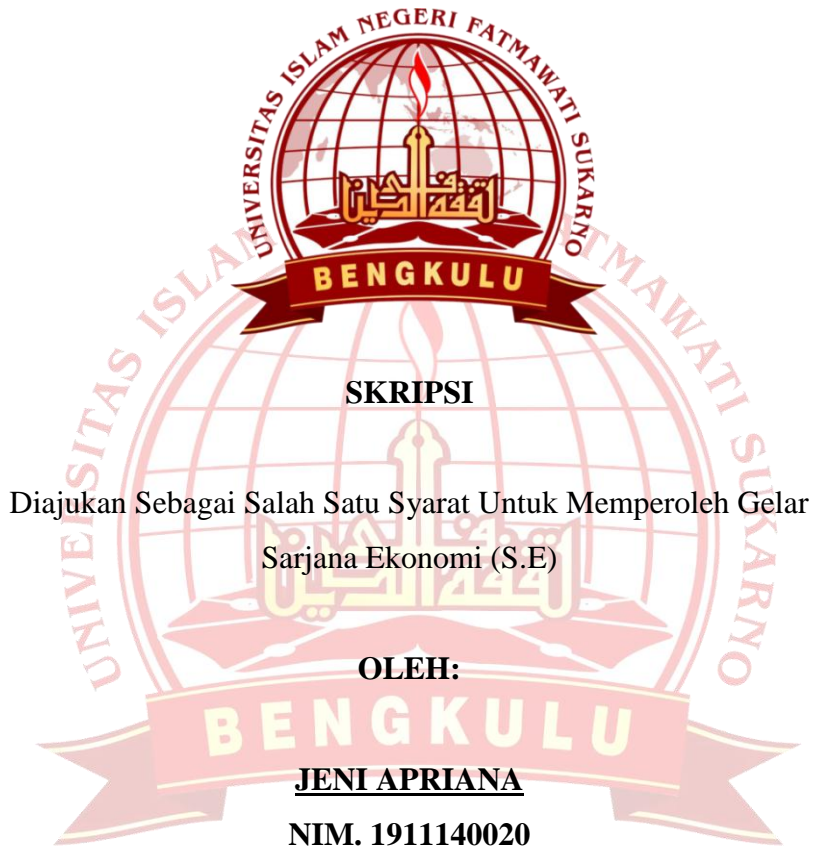 UNIVERSITAS ISLAM NEGERI FATMAWATI SUKARNO
BENGKULU
SKRIPSI
Diajukan Sebagai Salah Satu Syarat Untuk Memperoleh Gelar
Sarjana Ekonomi (S.E)
OLEH:
JENI APRIANA
NIM. 1911140020